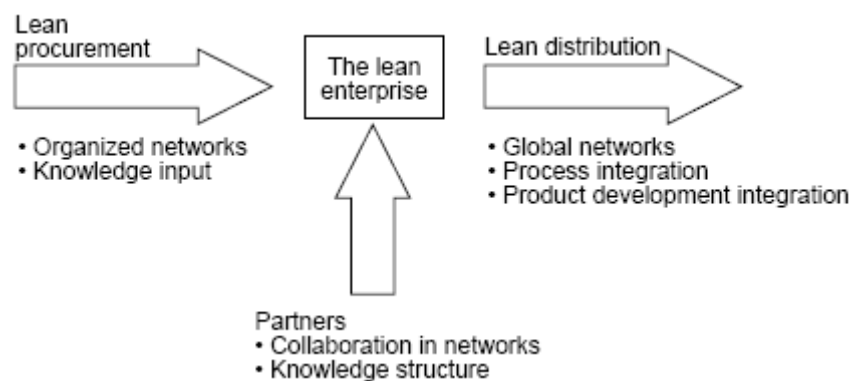 Lean
procurement
• Organized networks
• Knowledge input
The lean
enterprise
Lean distribution
• Global networks
• Process integration
• Product development integration
Partners
• Collaboration in networks
• Knowledge structure